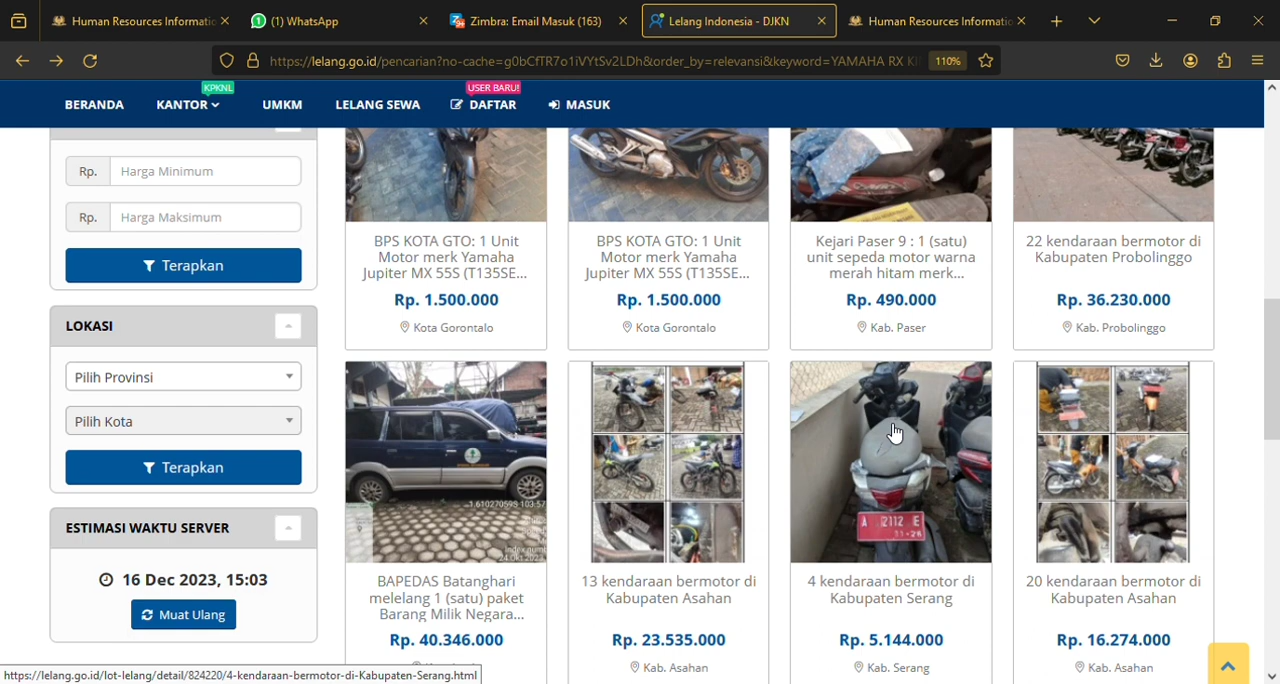 Human Resources Informatio
(1) WhatsApp
Zimbra: Email Masuk (163)
Lelang Indonesia - DJKN
Human Resources Informatio
https://lelang.go.id/pencarian?no-cache=g0bCfTR7o1iVYtSv2LDh&order_by=relevansi&keyword=YAMAHA RX KI
110%
KPKNL
USER BARU!
BERANDA
KANTOR
UMKM
LELANG SEWA
DAFTAR
MASUK
Rp.
Harga Minimum
Rp.
Harga Maksimum
Terapkan
LOKASI
Pilih Provinsi
Pilih Kota
Terapkan
ESTIMASI WAKTU SERVER
16 Dec 2023, 15:03
Muat Ulang
BPS KOTA GTO: 1 Unit
Motor merk Yamaha
Jupiter MX 55S (T135SE...
Rp. 1.500.000
Kota Gorontalo
BPS KOTA GTO: 1 Unit
Motor merk Yamaha
Jupiter MX 55S (T135SE...
Rp. 1.500.000
Kota Gorontalo
Kejari Paser 9 : 1 (satu)
unit sepeda motor warna
merah hitam merk...
Rp. 490.000
Kab. Paser
22 kendaraan bermotor di
Kabupaten Probolinggo
Rp. 36.230.000
Kab. Probolinggo
24 Okt 2023
BAPEDAS Batanghari
melelang 1 (satu) paket
Barang Milik Negara...
Rp. 40.346.000
13 kendaraan bermotor di
Kabupaten Asahan
Rp. 23.535.000
Kab. Asahan
A 2112 E
11·26
4 kendaraan bermotor di
Kabupaten Serang
Rp. 5.144.000
Kab. Serang
20 kendaraan bermotor di
Kabupaten Asahan
Rp. 16.274.000
Kab. Asahan
https://lelang.go.id/lot-lelang/detail/824220/4-kendaraan-bermotor-di-Kabupaten-Serang.html